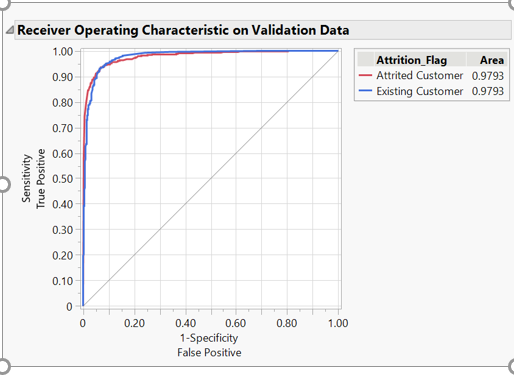 Receiver Operating Characteristic on Validation Data
Attrition_Flag Area
Attrited Customer 0.9793
Existing Customer 0.9793
Sensitivity
True Positive
1.00
0.90
0.80
0.70
0.60
0.50
0.40
0.30
0.20
0.10
0
0 0.20 0.40 0.60 0.80 1.00
1-Specificity
False Positive